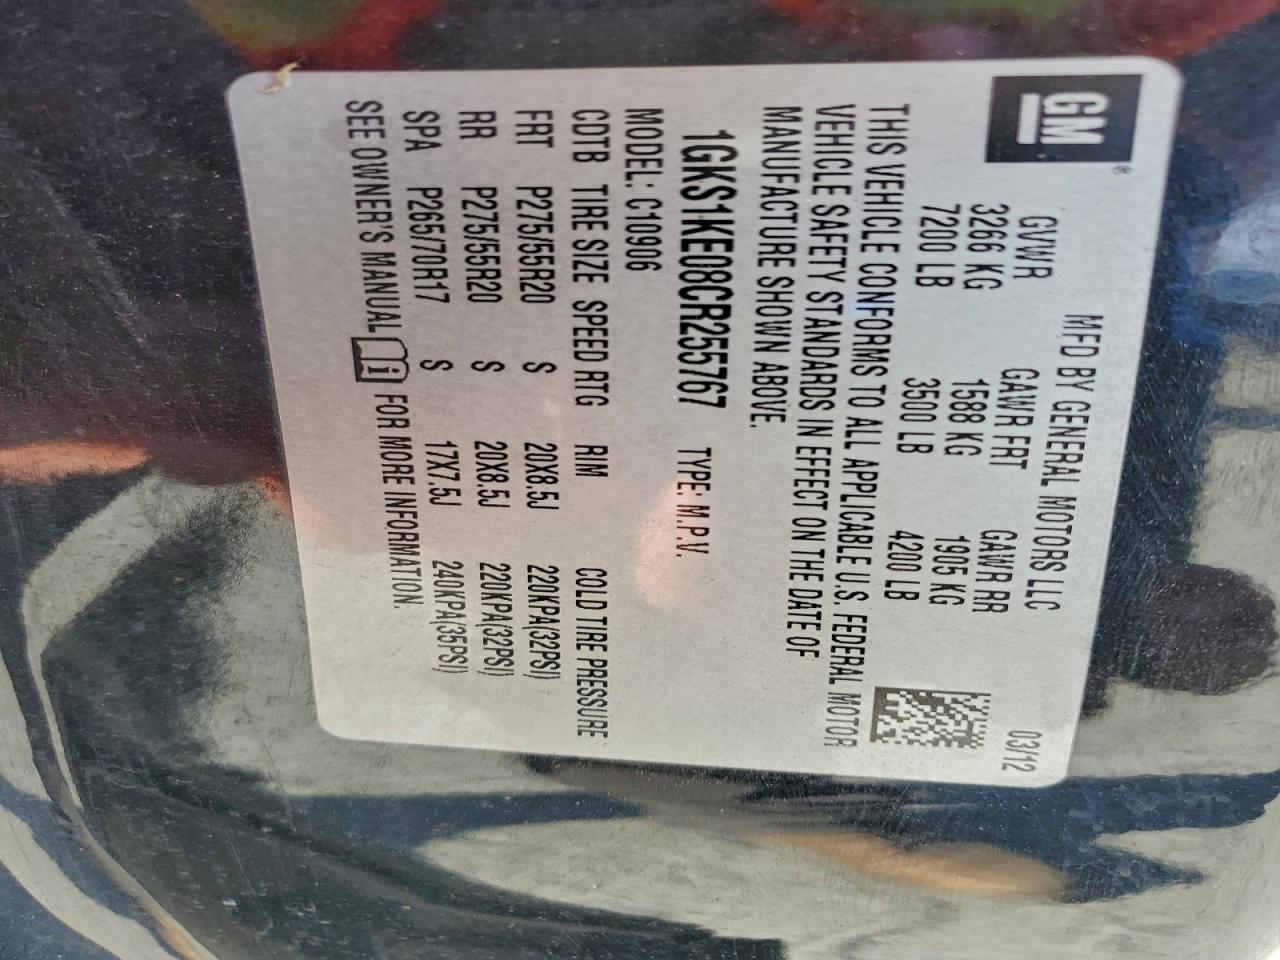 GM®
MFD BY GENERAL MOTORS LLC 03/12
GVWR GAWR FRT GAWR RR
3266 KG 1588 KG 1905 KG
7200 LB 3500 LB 4200 LB
THIS VEHICLE CONFORMS TO ALL APPLICABLE U.S. FEDERAL MOTOR
VEHICLE SAFETY STANDARDS IN EFFECT ON THE DATE OF
MANUFACTURE SHOWN ABOVE.
1GKS1KE08CR255767 TYPE: M.P.V.
MODEL: C10906
CDTB TIRE SIZE SPEED RTG RIM COLD TIRE PRESSURE
FRT P275/55R20 S 20X8.5J 220KPA(32PSI)
RR P275/55R20 S 20X8.5J 220KPA(32PSI)
SPA P265/70R17 S 17X7.5J 240KPA(35PSI)
SEE OWNER'S MANUAL i FOR MORE INFORMATION.